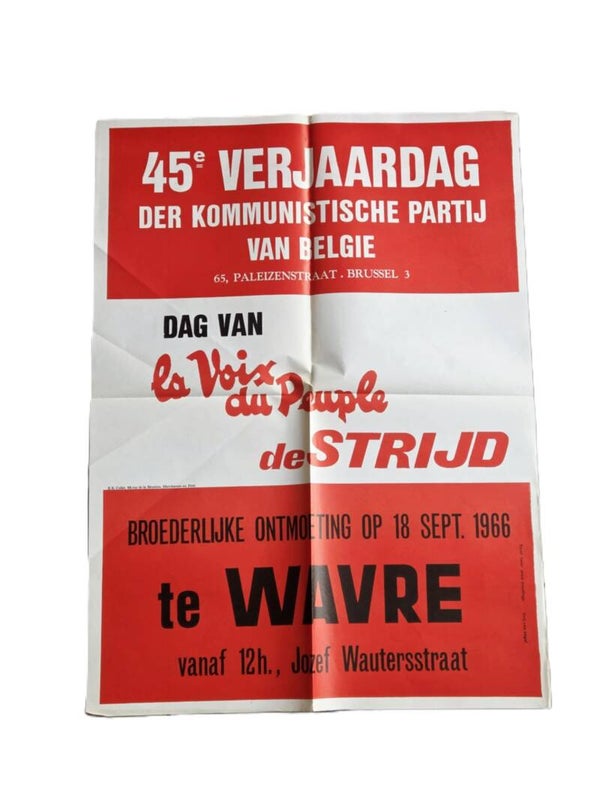 45e VERJAARDAG
DER KOMMUNISTISCHE PARTIJ
VAN BELGIE
65, PALEIZENSTRAAT . BRUSSEL 3
DAG VAN
la Voix
du Peuple
de STRIJD
BROEDERLIJKE ONTMOETING OP 18 SEPT. 1966
te WAVRE
vanaf 12h., Jozef Wautersstraat